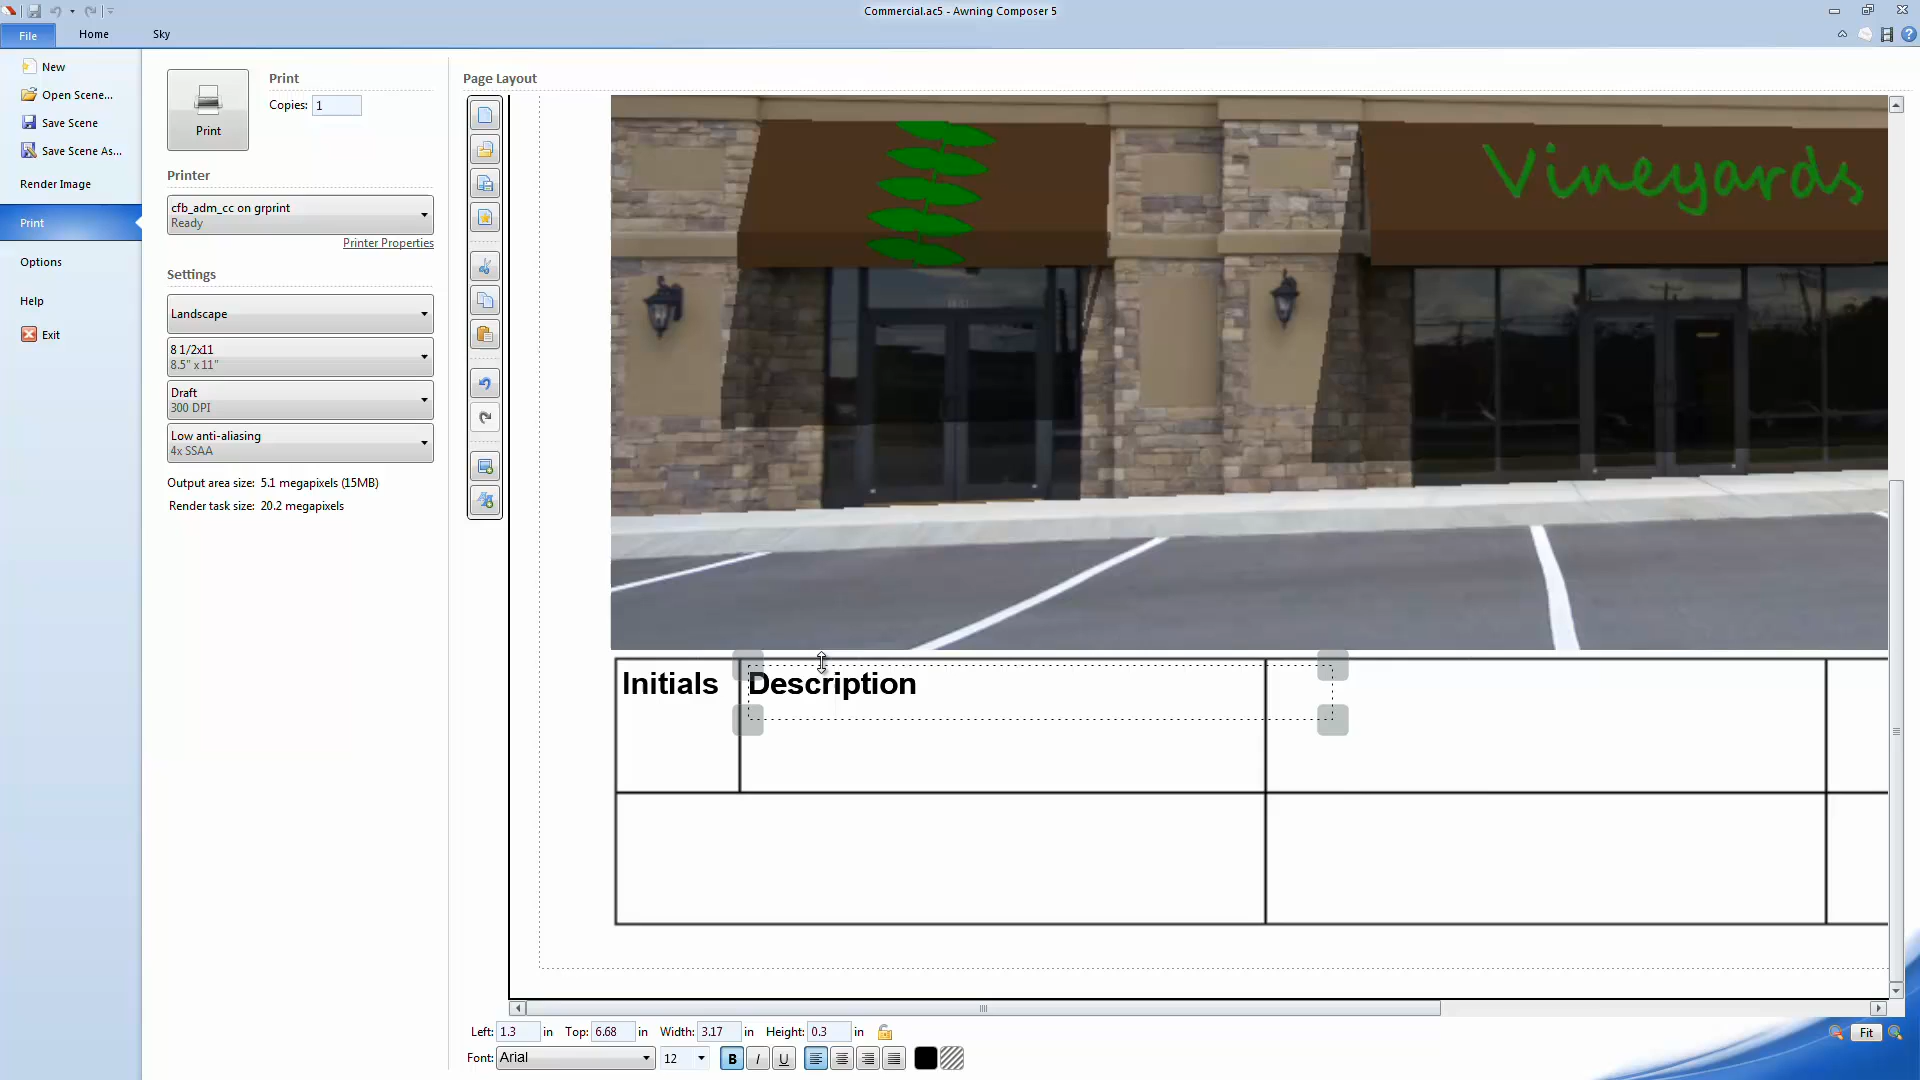 Commercial.ac5 - Awning Composer 5
File
Home
Sky
New
Open Scene...
Save Scene
Save Scene As...
Render Image
Print
Options
Help
Exit
Print
Print
Copies: 1
Printer
cfb_adm_cc on grprint
Ready
Printer Properties
Settings
Landscape
8 1/2x11
8.5" x 11"
Draft
300 DPI
Low anti-aliasing
4x SSAA
Output area size: 5.1 megapixels (15MB)
Render task size: 20.2 megapixels
Page Layout
Vineyards
Initials
Description
Left: 1.3 in Top: 6.68 in Width: 3.17 in Height: 0.3 in
Fit
Font: Arial 12 B I U